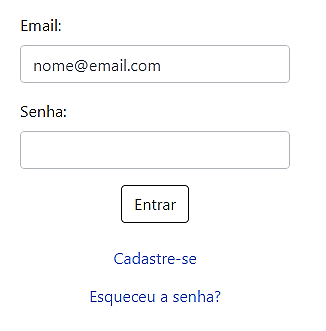 Email:
nome@email.com
Senha:
Entrar
Cadastre-se
Esqueceu a senha?